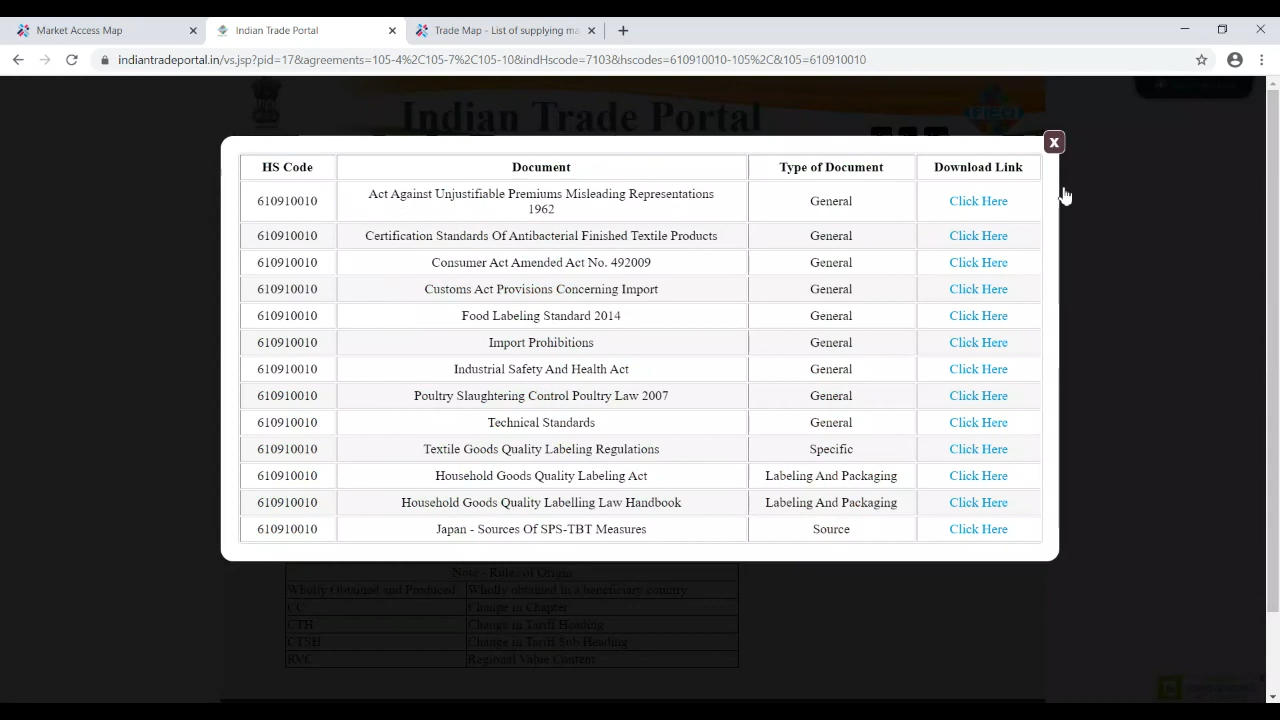 Market Access Map
Indian Trade Portal
Trade Map - List of supplying ma
indiantradeportal.in/vs.jsp?pid=17&agreements=105-4%2C105-7%2C105-10&indHscode=7103&hscodes=610910010-105%2C&105=610910010
Indian Trade Portal
FIEO
X
HS Code Document Type of Document Download Link
610910010 Act Against Unjustifiable Premiums Misleading Representations 1962 General Click Here
610910010 Certification Standards Of Antibacterial Finished Textile Products General Click Here
610910010 Consumer Act Amended Act No. 492009 General Click Here
610910010 Customs Act Provisions Concerning Import General Click Here
610910010 Food Labeling Standard 2014 General Click Here
610910010 Import Prohibitions General Click Here
610910010 Industrial Safety And Health Act General Click Here
610910010 Poultry Slaughtering Control Poultry Law 2007 General Click Here
610910010 Technical Standards General Click Here
610910010 Textile Goods Quality Labeling Regulations Specific Click Here
610910010 Household Goods Quality Labeling Act Labeling And Packaging Click Here
610910010 Household Goods Quality Labelling Law Handbook Labeling And Packaging Click Here
610910010 Japan - Sources Of SPS-TBT Measures Source Click Here
Note - Rules of Origin
Wholly Obtained and Produced Wholly obtained in a beneficiary country
CC Change in Chapter
CTH Change in Tariff Heading
CTSH Change in Tariff Sub Heading
RVC Regional Value Content